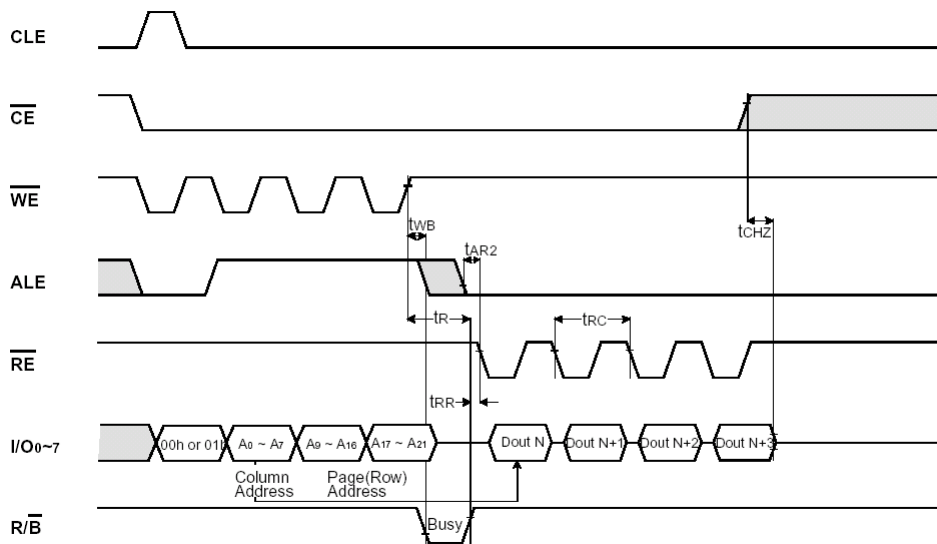 CLE
CE
WE
tWB
tCHZ
tAR2
ALE
tR
tRC
RE
tRR
I/O0~7
00h or 01h
A0 ~ A7
A9 ~ A16
A17 ~ A21
Dout N
Dout N+1
Dout N+2
Dout N+3
Column
Address
Page(Row)
Address
R/B
Busy